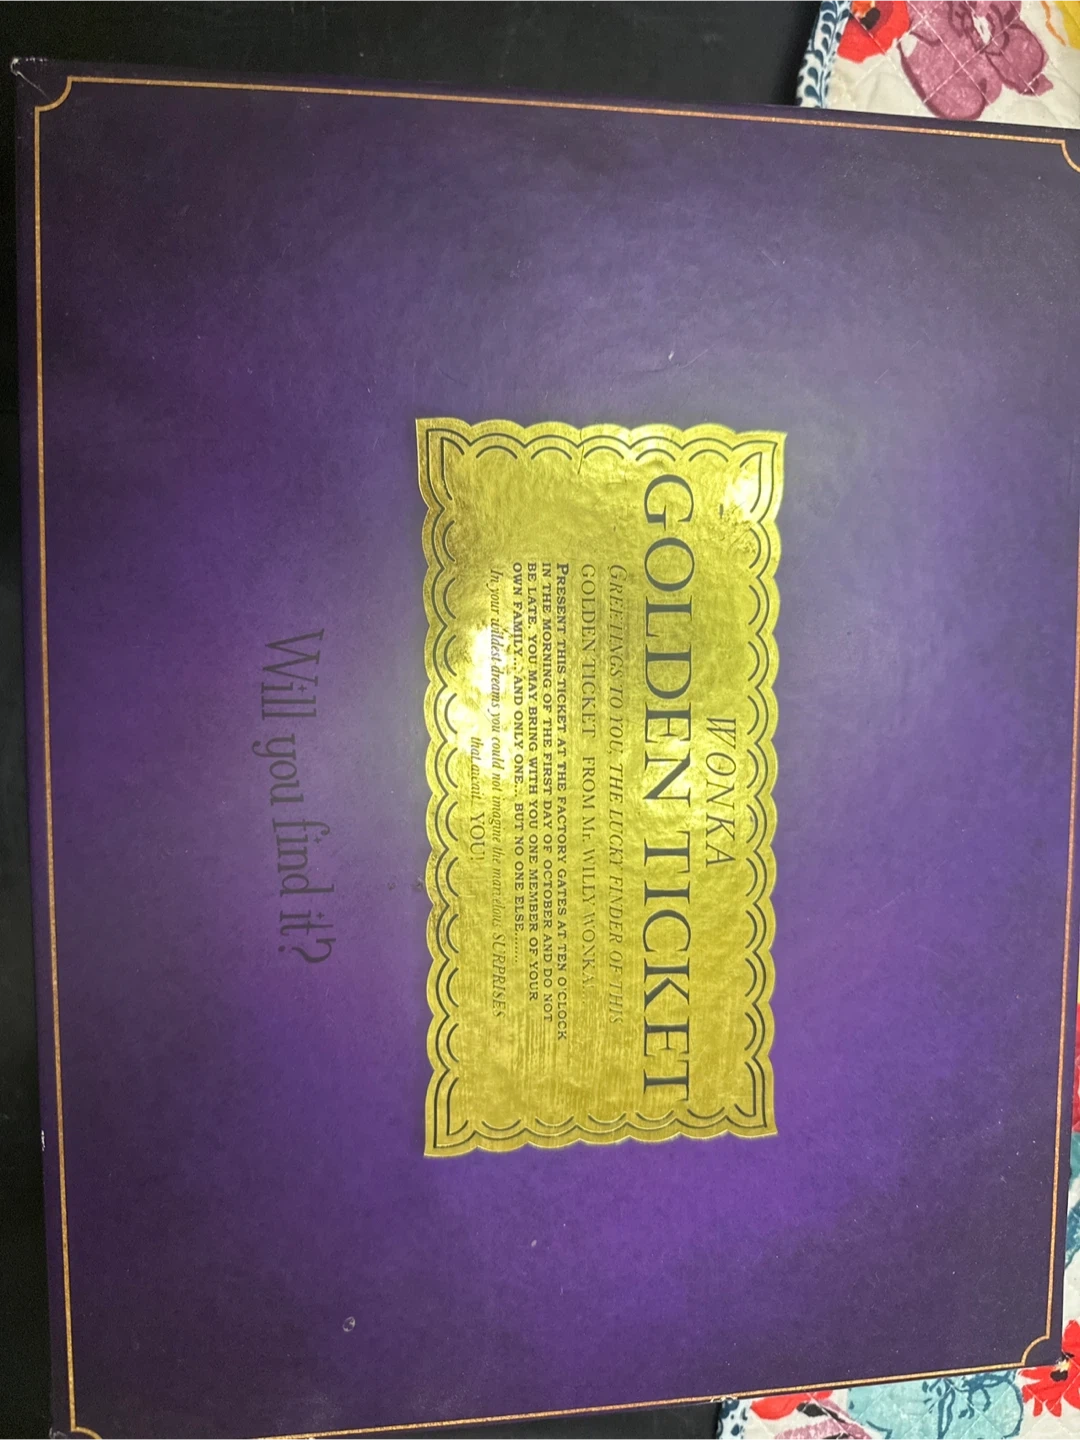 WONKA
GOLDEN TICKET
GREETINGS TO YOU, THE LUCKY FINDER OF THIS
GOLDEN TICKET FROM Mr. WILLY WONKA!...
PRESENT THIS TICKET AT THE FACTORY GATES AT TEN O'CLOCK
IN THE MORNING OF THE FIRST DAY OF OCTOBER AND DO NOT
BE LATE. YOU MAY BRING WITH YOU ONE MEMBER OF YOUR
OWN FAMILY... AND ONLY ONE... BUT NO ONE ELSE........
In your wildest dreams you could not imagine the marvelous SURPRISES
that await YOU!
Will you find it?